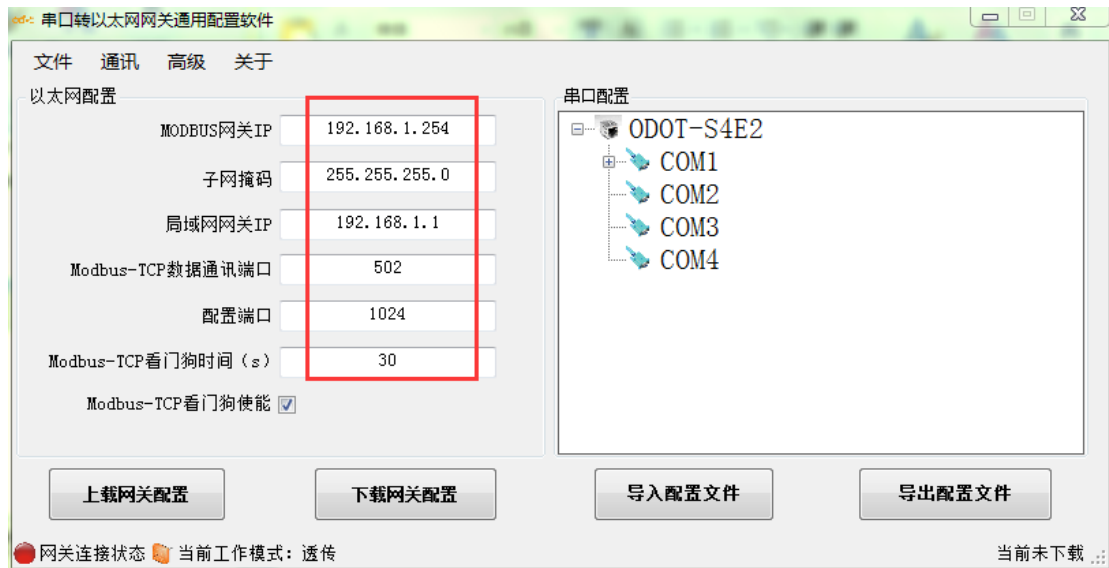 串口转以太网网关通用配置软件
文件 通讯 高级 关于
以太网配置
MODBUS网关IP 192.168.1.254
子网掩码 255.255.255.0
局域网网关IP 192.168.1.1
Modbus-TCP数据通讯端口 502
配置端口 1024
Modbus-TCP看门狗时间（s） 30
Modbus-TCP看门狗使能
串口配置
ODOT-S4E2
COM1
COM2
COM3
COM4
上载网关配置 下载网关配置 导入配置文件 导出配置文件
网关连接状态 当前工作模式：透传 当前未下载